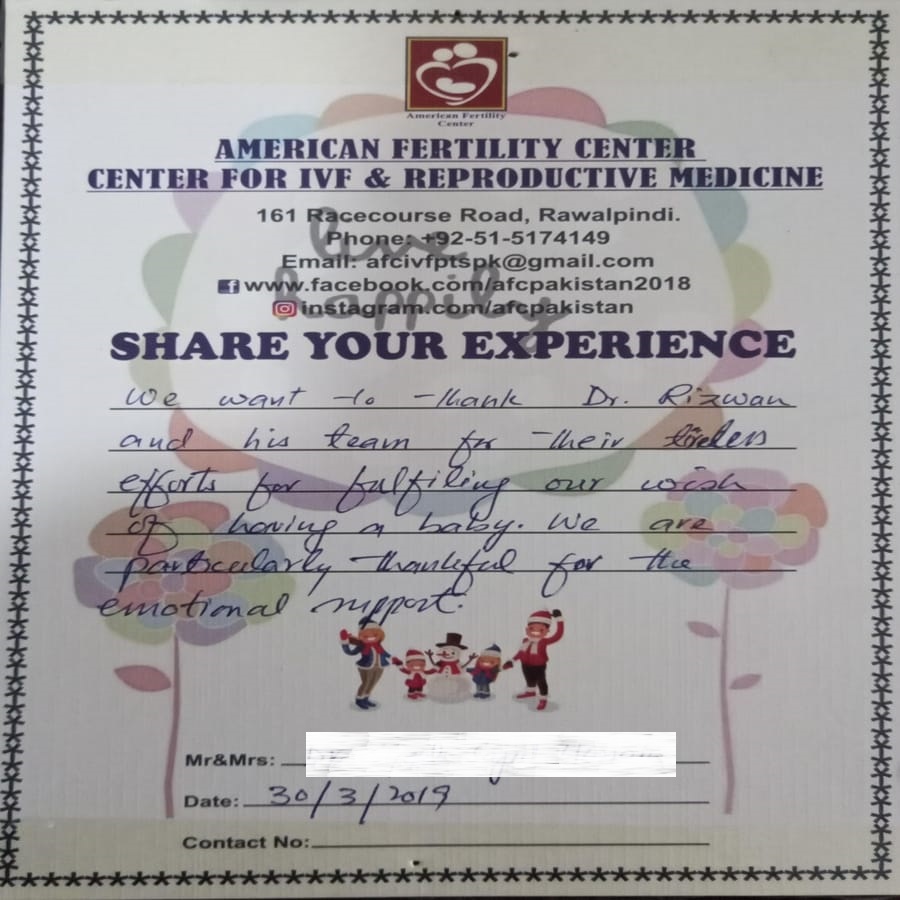 American Fertility
Center
AMERICAN FERTILITY CENTER
CENTER FOR IVF & REPRODUCTIVE MEDICINE
161 Racecourse Road, Rawalpindi.
Phone: +92-51-5174149
Email: afcivfptspk@gmail.com
www.facebook.com/afcpakistan2018
instagram.com/afcpakistan
live
happily
SHARE YOUR EXPERIENCE
We want to thank Dr. Rizwan
and his team for their tireless
efforts for fulfiling our wish
of having a baby. We are
particularly thankful for the
emotional support.
Mr&Mrs:
Date: 30/3/2019
Contact No: